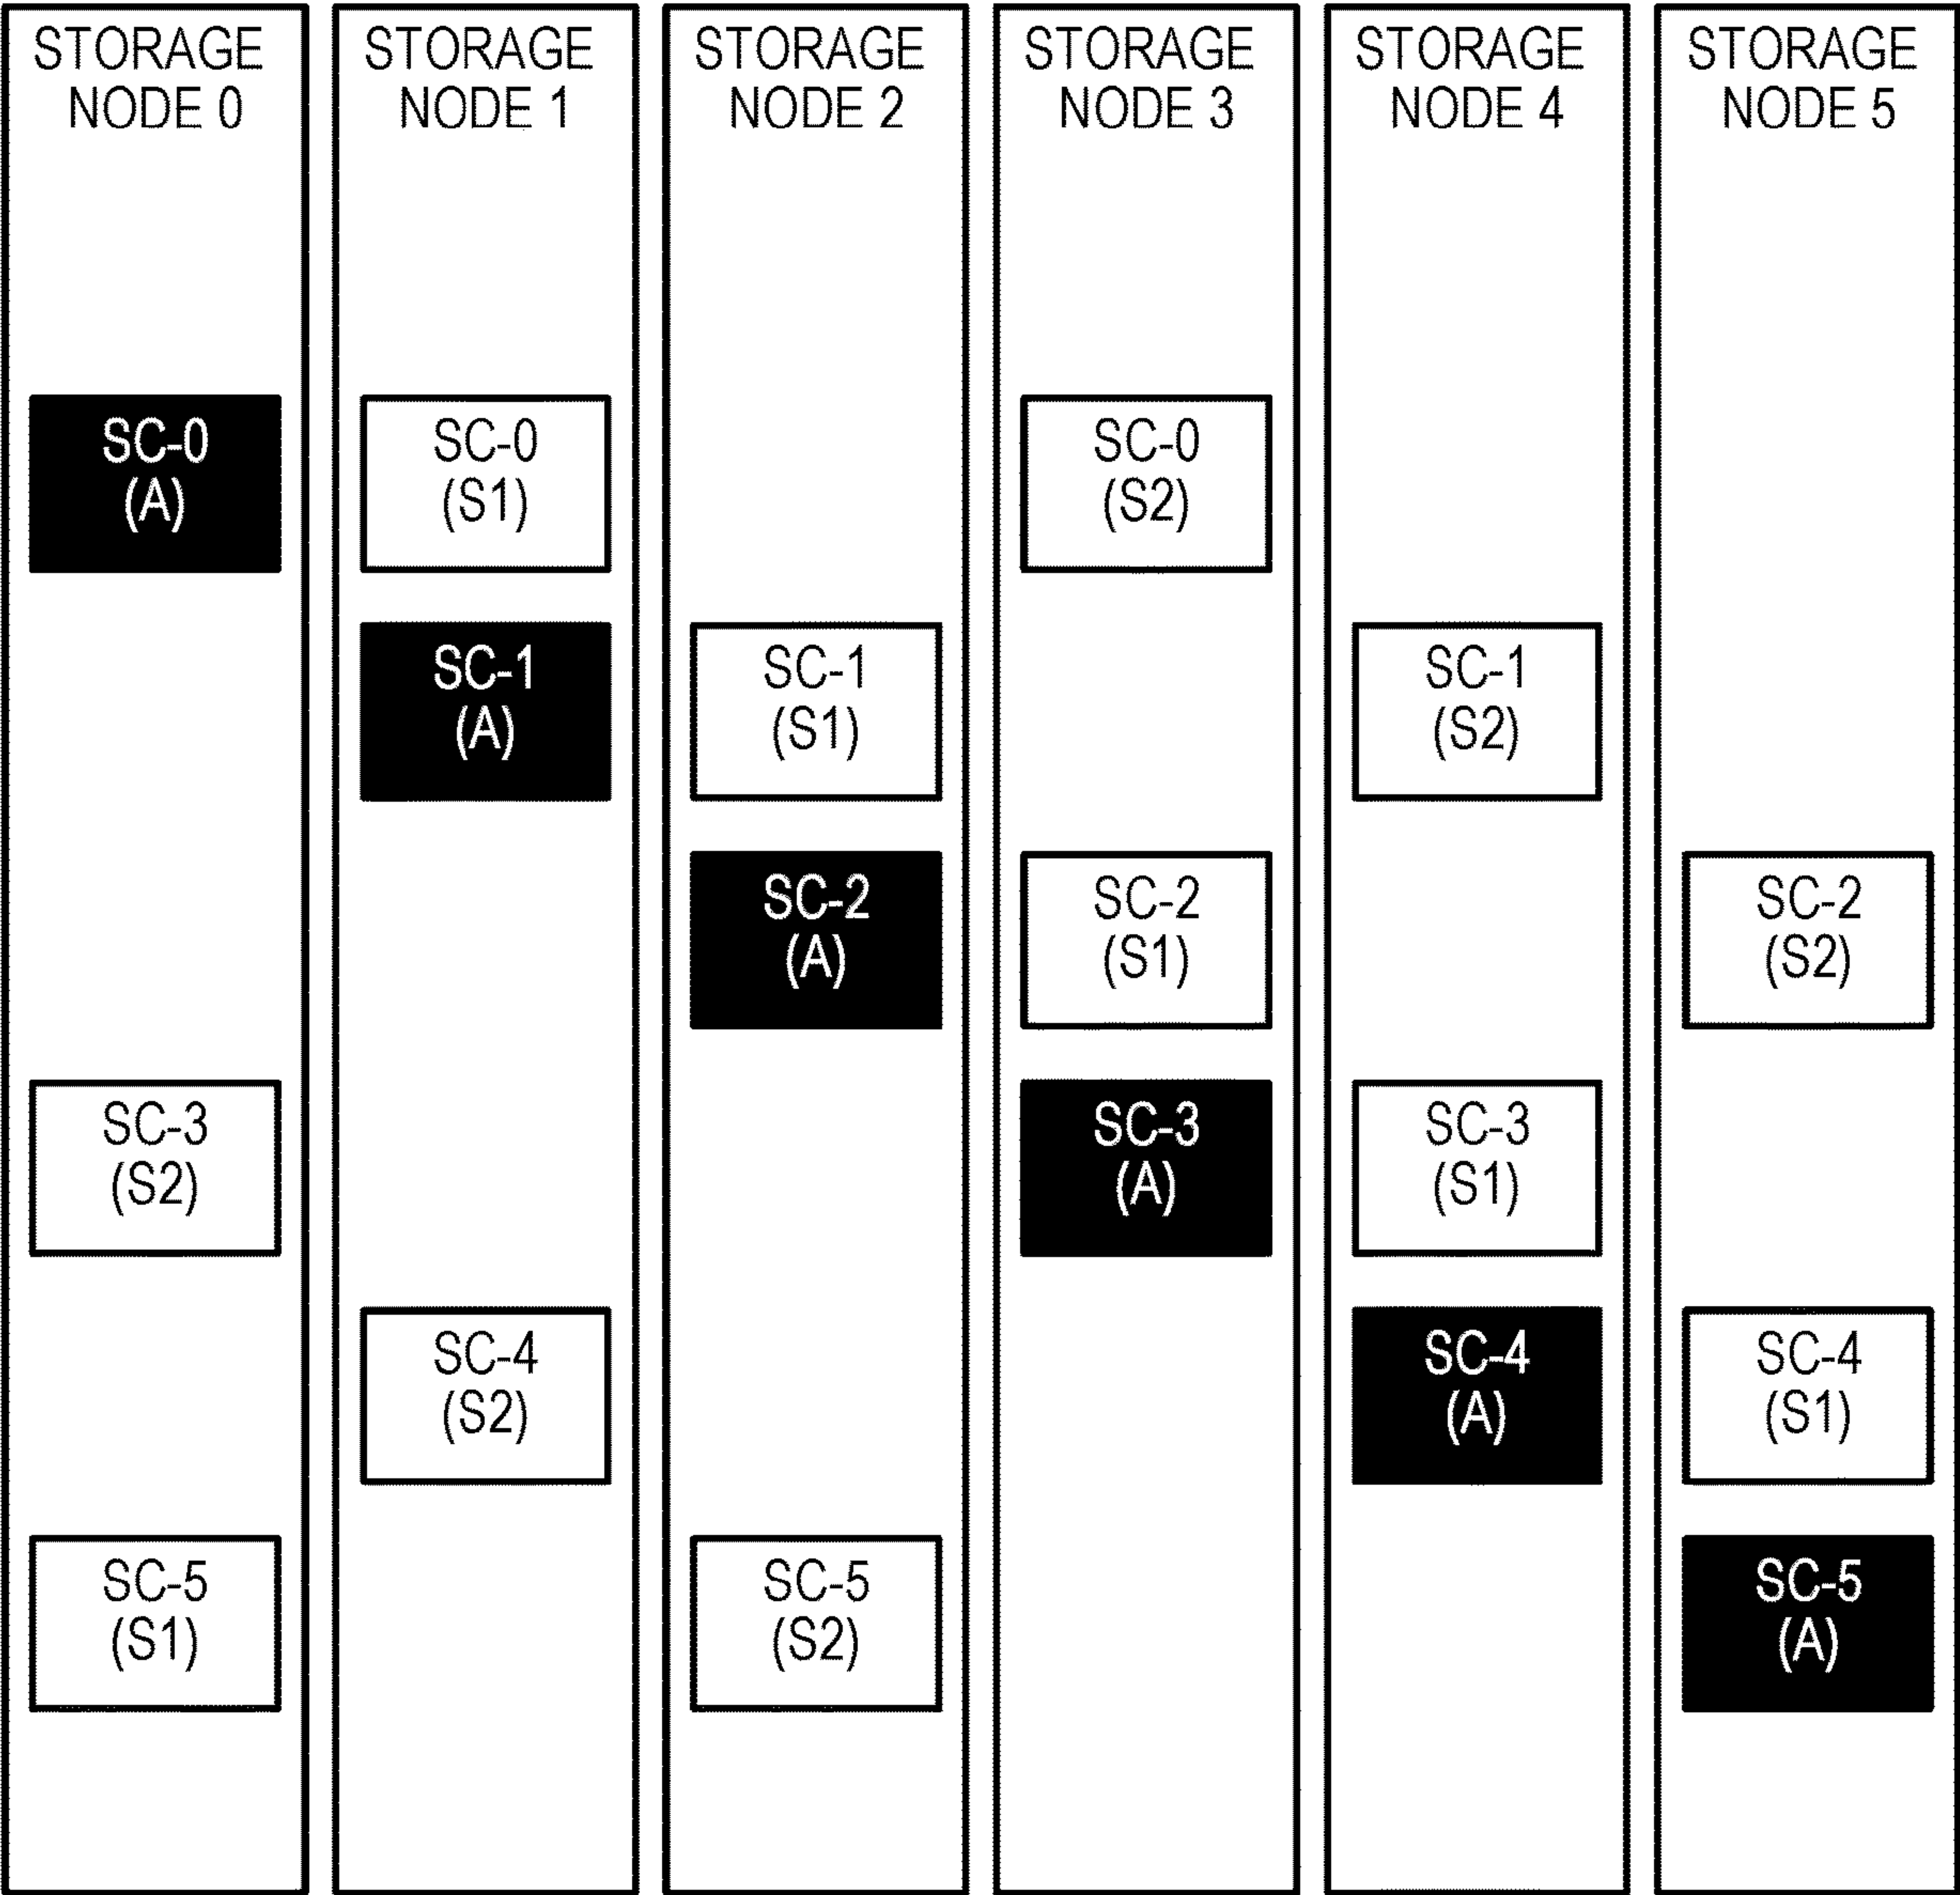 STORAGE
NODE 0
STORAGE
NODE 1
STORAGE
NODE 2
STORAGE
NODE 3
STORAGE
NODE 4
STORAGE
NODE 5
SC-0
(A)
SC-0
(S1)
SC-0
(S2)
SC-1
(A)
SC-1
(S1)
SC-1
(S2)
SC-2
(A)
SC-2
(S1)
SC-2
(S2)
SC-3
(S2)
SC-3
(A)
SC-3
(S1)
SC-4
(S2)
SC-4
(A)
SC-4
(S1)
SC-5
(S1)
SC-5
(S2)
SC-5
(A)